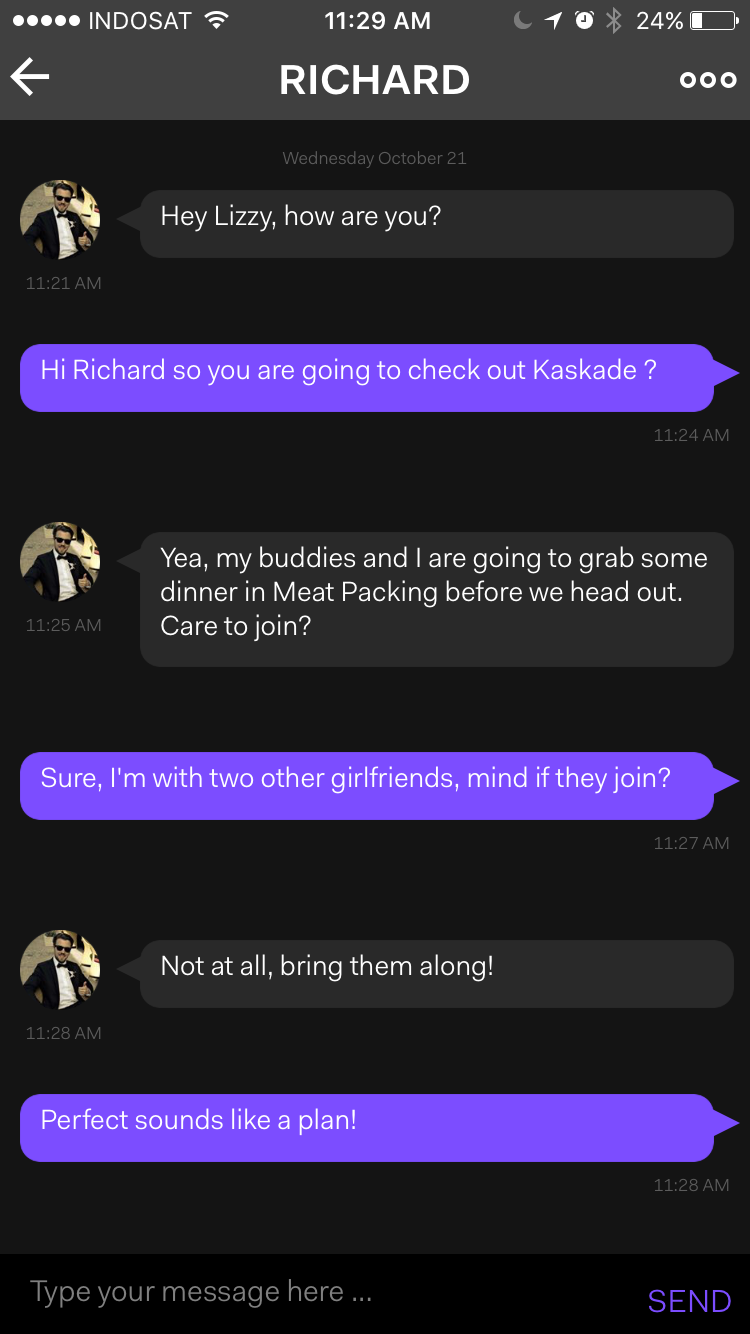 INDOSAT 11:29 AM 24%
RICHARD
Wednesday October 21
Hey Lizzy, how are you?
11:21 AM
Hi Richard so you are going to check out Kaskade ?
11:24 AM
Yea, my buddies and I are going to grab some
dinner in Meat Packing before we head out.
Care to join?
11:25 AM
Sure, I'm with two other girlfriends, mind if they join?
11:27 AM
Not at all, bring them along!
11:28 AM
Perfect sounds like a plan!
11:28 AM
Type your message here ...
SEND